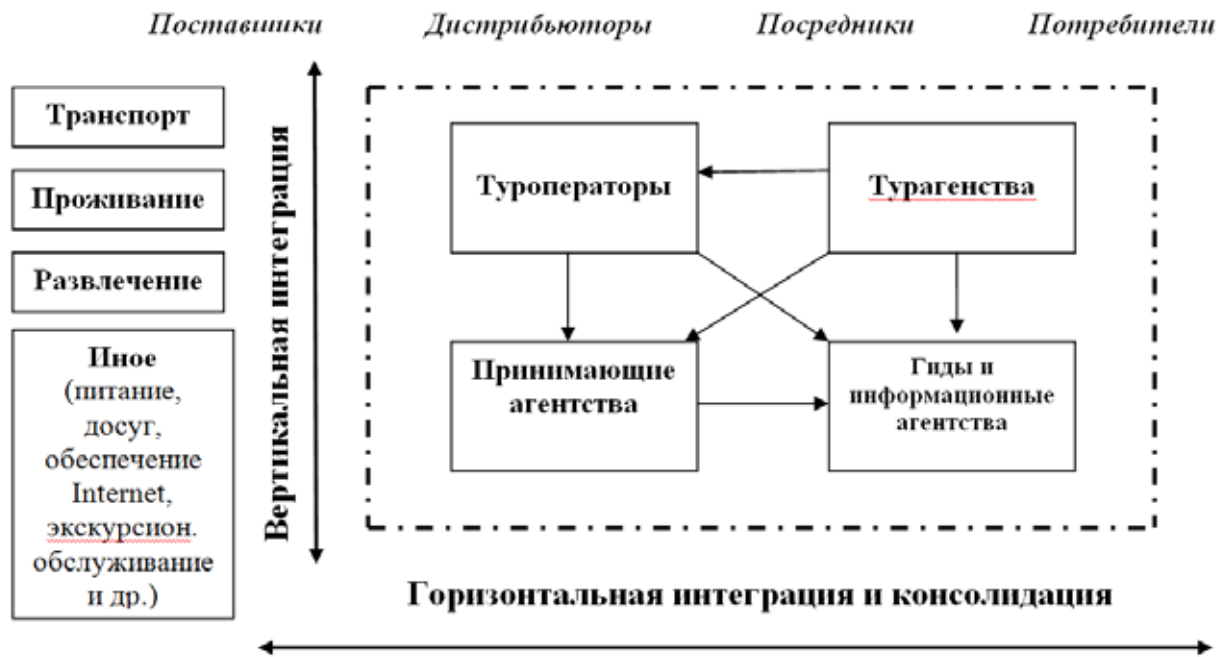 Поставшики Дистрибьюторы Посредники Потребители
Транспорт
Проживание
Развлечение
Иное
(питание,
досуг,
обеспечение
Internet,
экскурсион.
обслуживание
и др.)
Вертикальная интеграция
Туроператоры
Турагенства
Принимающие
агентства
Гиды и
информационные
агентства
Горизонтальная интеграция и консолидация